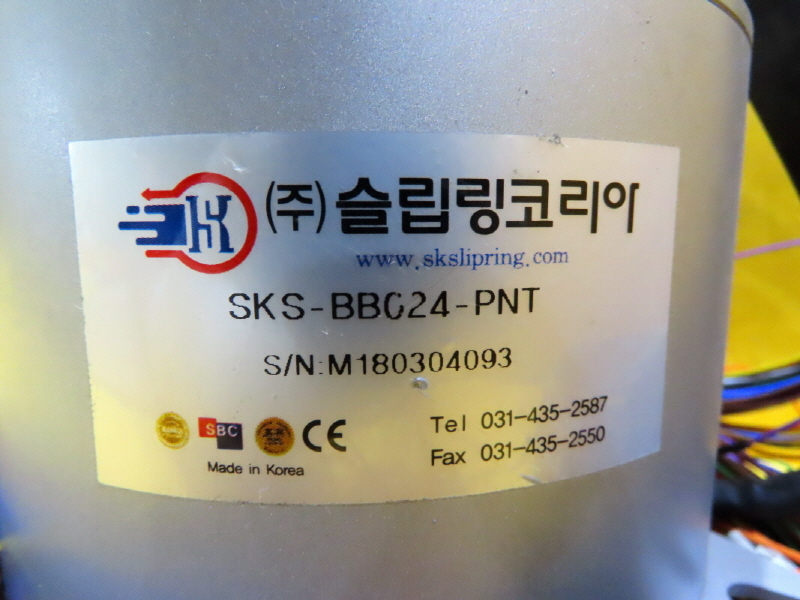 (주)슬립링코리아
www.skslipring.com
SKS-BB024-PNT
S/N:M180304093
SBC CE
Made in Korea
Tel 031-435-2587
Fax 031-435-2550